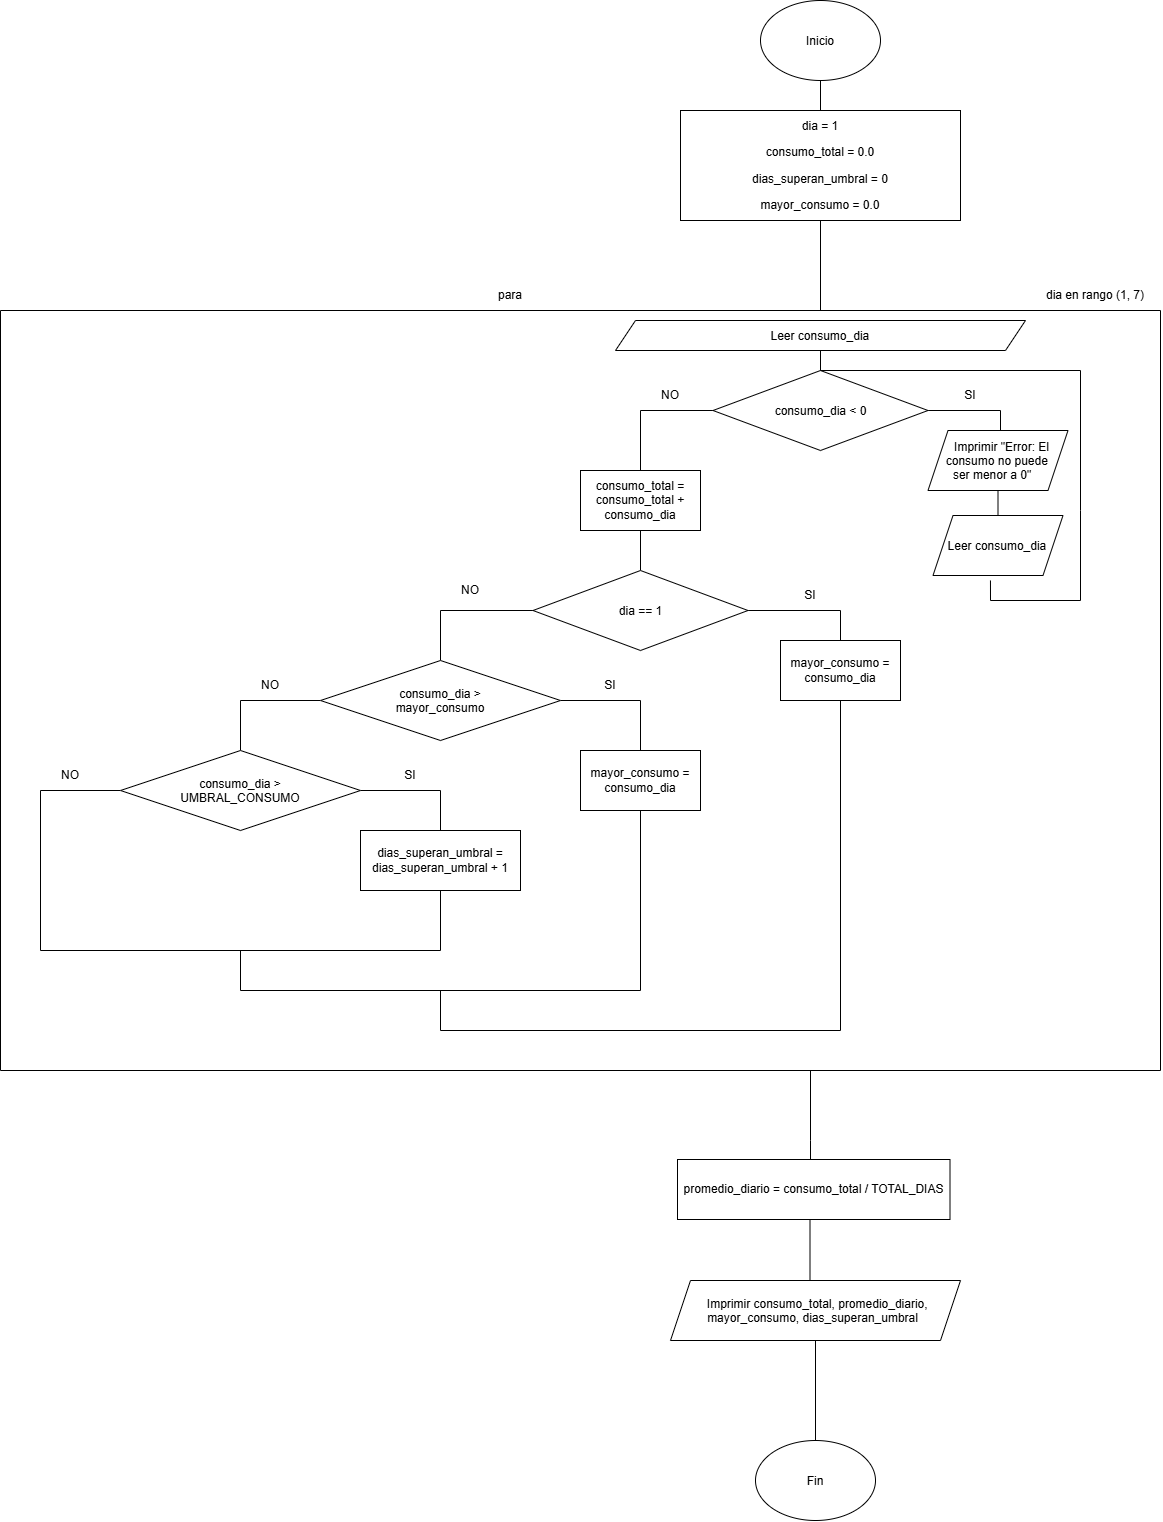 Inicio
dia = 1
consumo_total = 0.0
dias_superan_umbral = 0
mayor_consumo = 0.0
para
dia en rango (1, 7)
Leer consumo_dia
NO
SI
consumo_dia < 0
Imprimir "Error: El
consumo no puede
ser menor a 0"
consumo_total =
consumo_total +
consumo_dia
Leer consumo_dia
NO
SI
dia == 1
mayor_consumo =
consumo_dia
NO
SI
consumo_dia >
mayor_consumo
mayor_consumo =
consumo_dia
NO
SI
consumo_dia >
UMBRAL_CONSUMO
dias_superan_umbral =
dias_superan_umbral + 1
promedio_diario = consumo_total / TOTAL_DIAS
Imprimir consumo_total, promedio_diario,
mayor_consumo, dias_superan_umbral
Fin